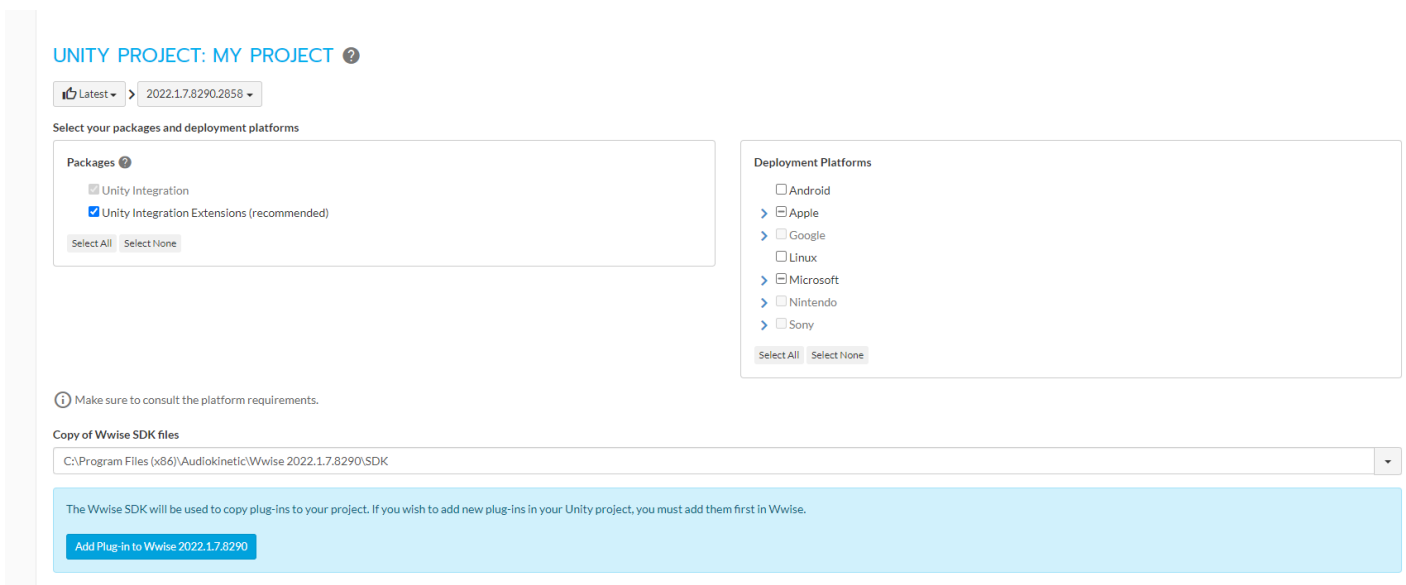 UNITY PROJECT: MY PROJECT ?
Latest > 2022.1.7.8290.2858
Select your packages and deployment platforms
Packages ?
Unity Integration
Unity Integration Extensions (recommended)
Select All Select None
Deployment Platforms
Android
Apple
Google
Linux
Microsoft
Nintendo
Sony
Select All Select None
Make sure to consult the platform requirements.
Copy of Wwise SDK files
C:\Program Files (x86)\Audiokinetic\Wwise 2022.1.7.8290\SDK
The Wwise SDK will be used to copy plug-ins to your project. If you wish to add new plug-ins in your Unity project, you must add them first in Wwise.
Add Plug-in to Wwise 2022.1.7.8290